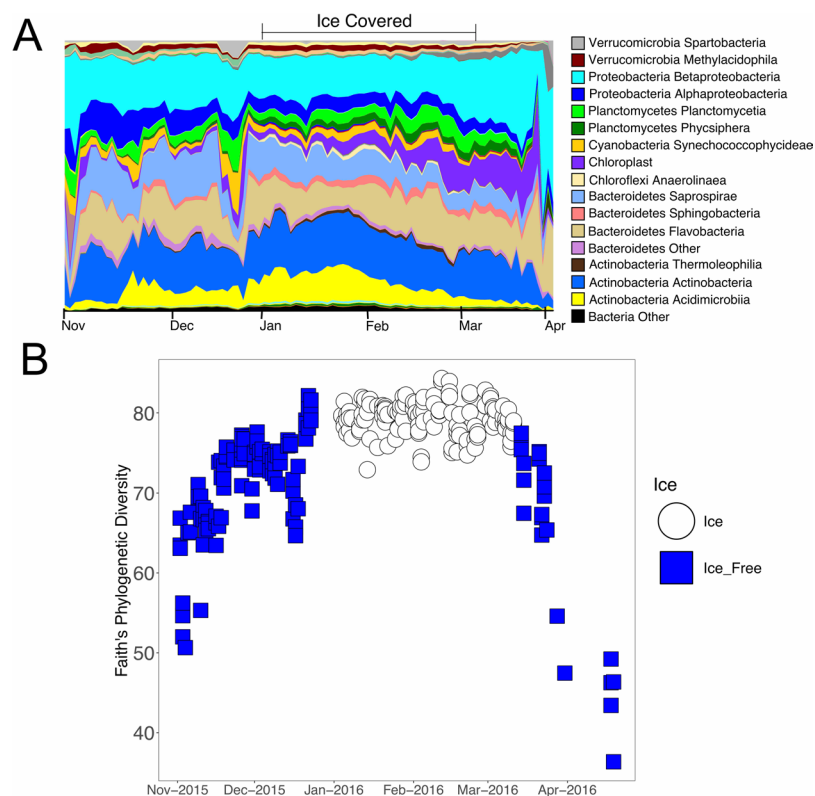 A
Ice Covered
Verrucomicrobia Spartobacteria
Verrucomicrobia Methylacidophila
Proteobacteria Betaproteobacteria
Proteobacteria Alphaproteobacteria
Planctomycetes Planctomycetia
Planctomycetes Physciphera
Cyanobacteria Synechococcophycideae
Chloroplast
Chloroflexi Anaerolinaea
Bacteroidetes Saprospirae
Bacteroidetes Sphingobacteria
Bacteroidetes Flavobacteria
Bacteroidetes Other
Actinobacteria Thermoleophilia
Actinobacteria Actinobacteria
Actinobacteria Acidimicrobiia
Bacteria Other
Nov Dec Jan Feb Mar Apr
B
Faith's Phylogenetic Diversity
80
70
60
50
40
Nov−2015 Dec−2015 Jan−2016 Feb−2016 Mar−2016 Apr−2016
Ice
Ice
Ice_Free